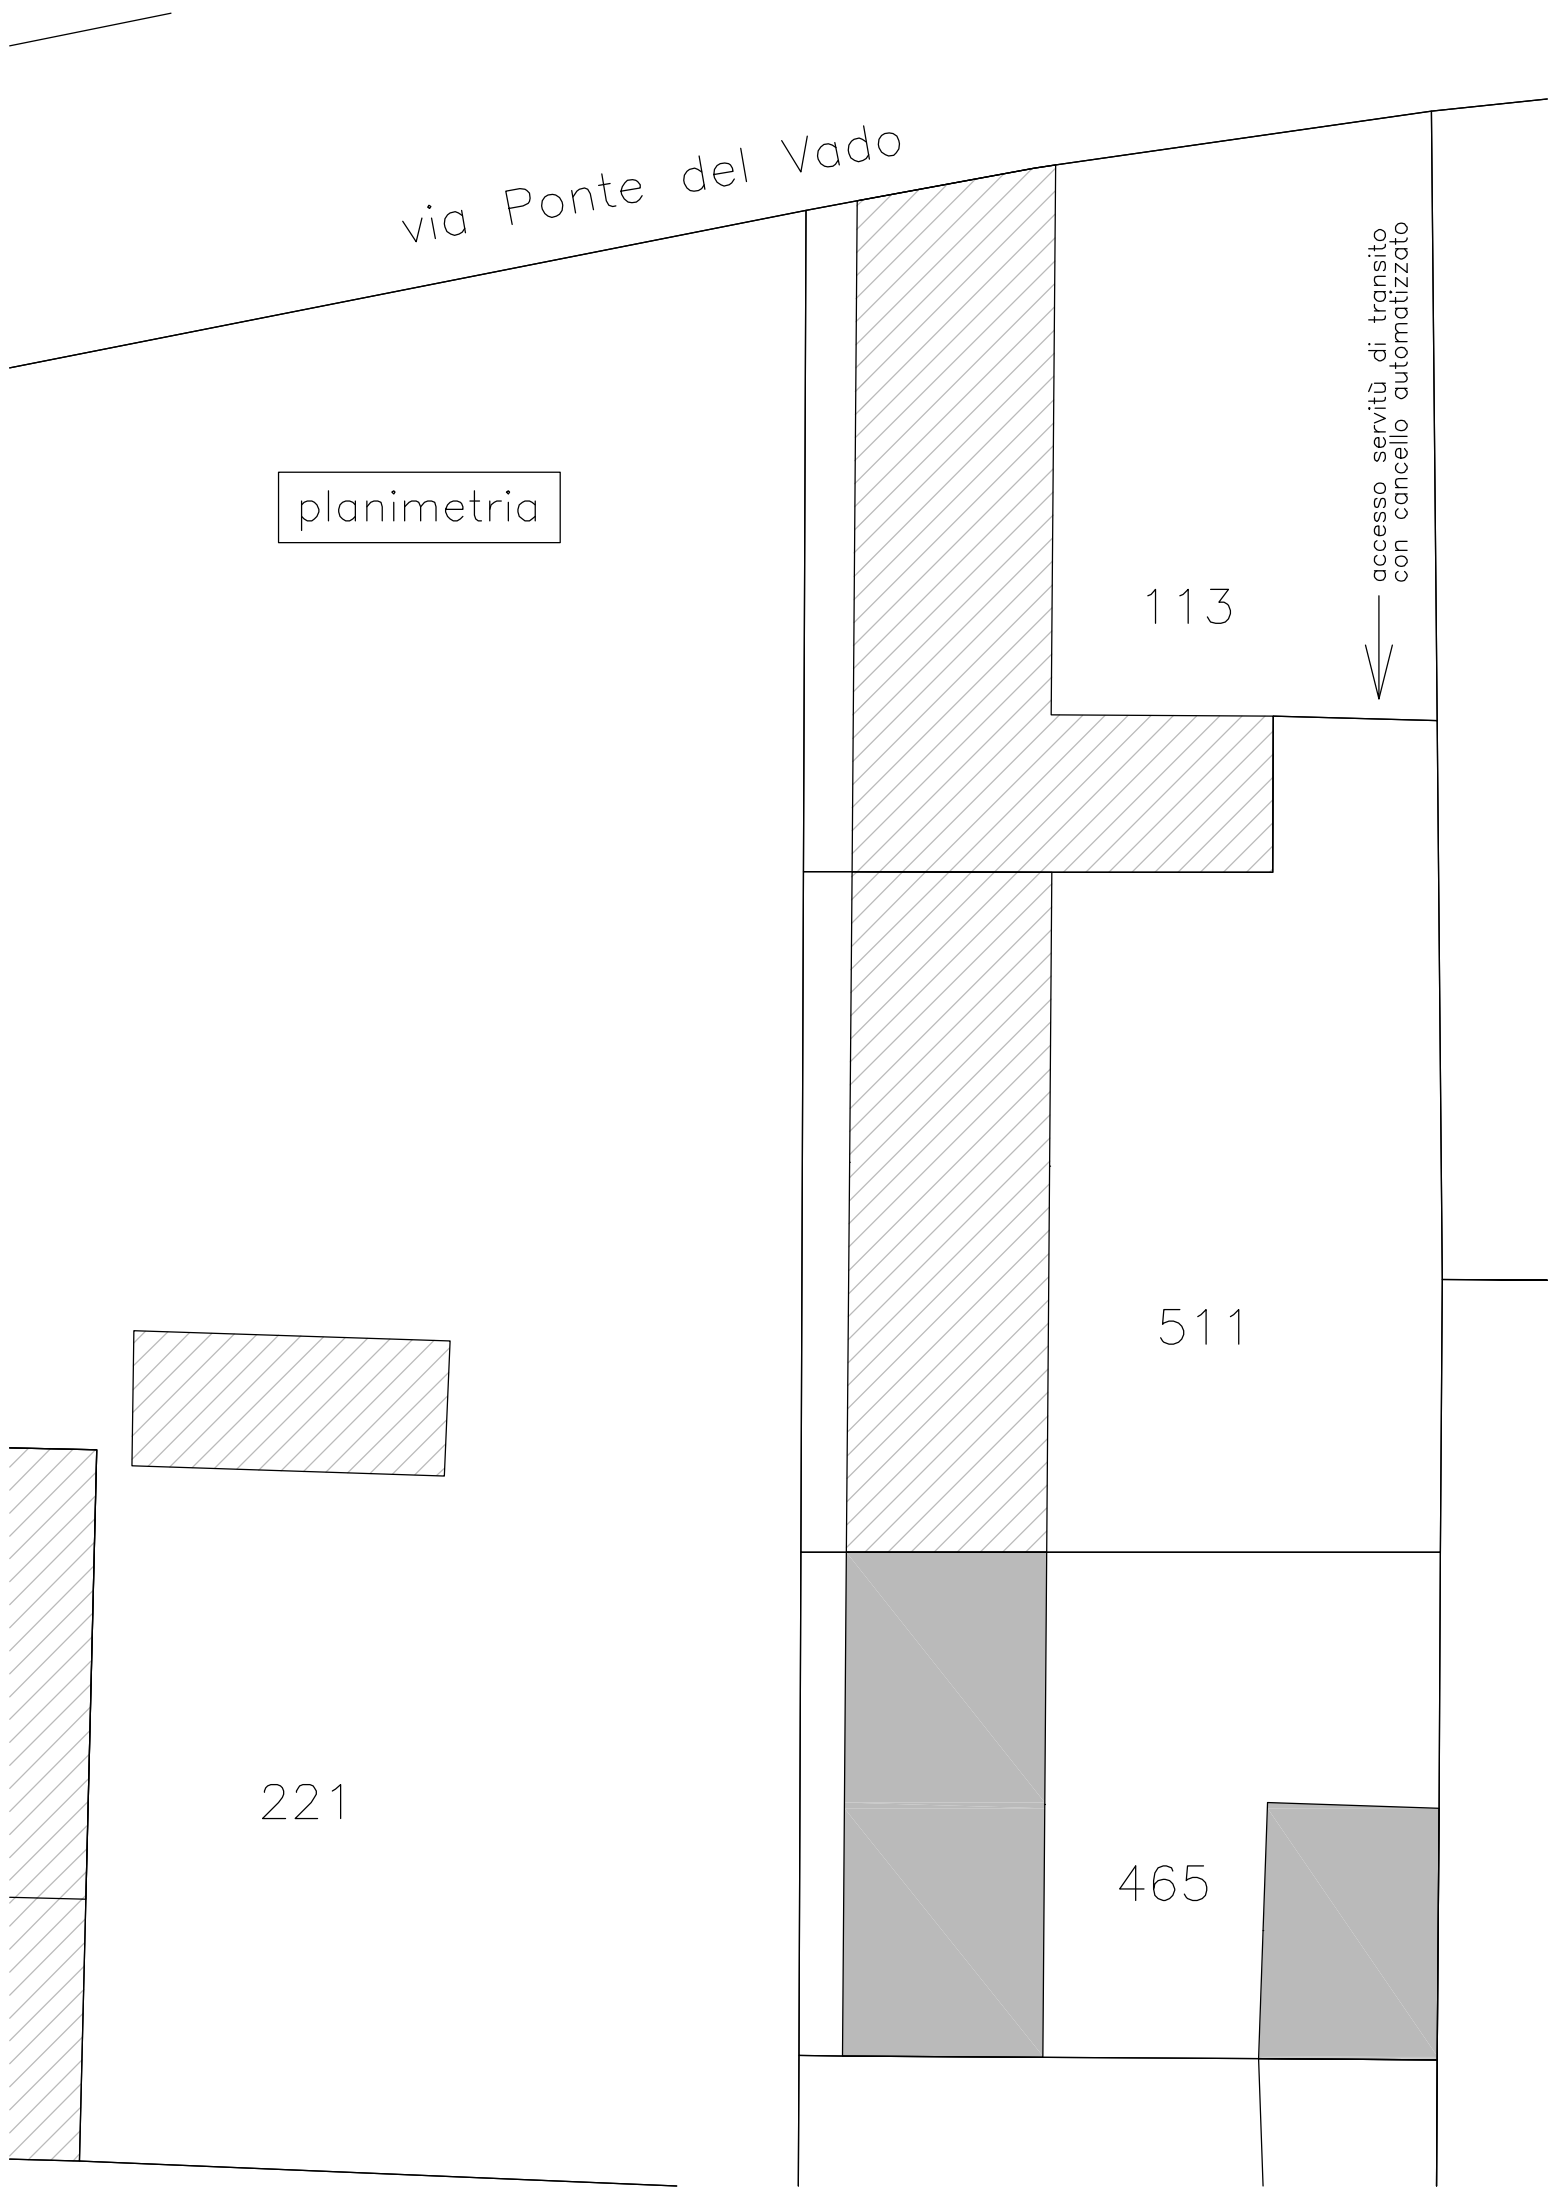 via Ponte del Vado
accesso servitù di transito
con cancello automatizzato
planimetria
113
511
221
465